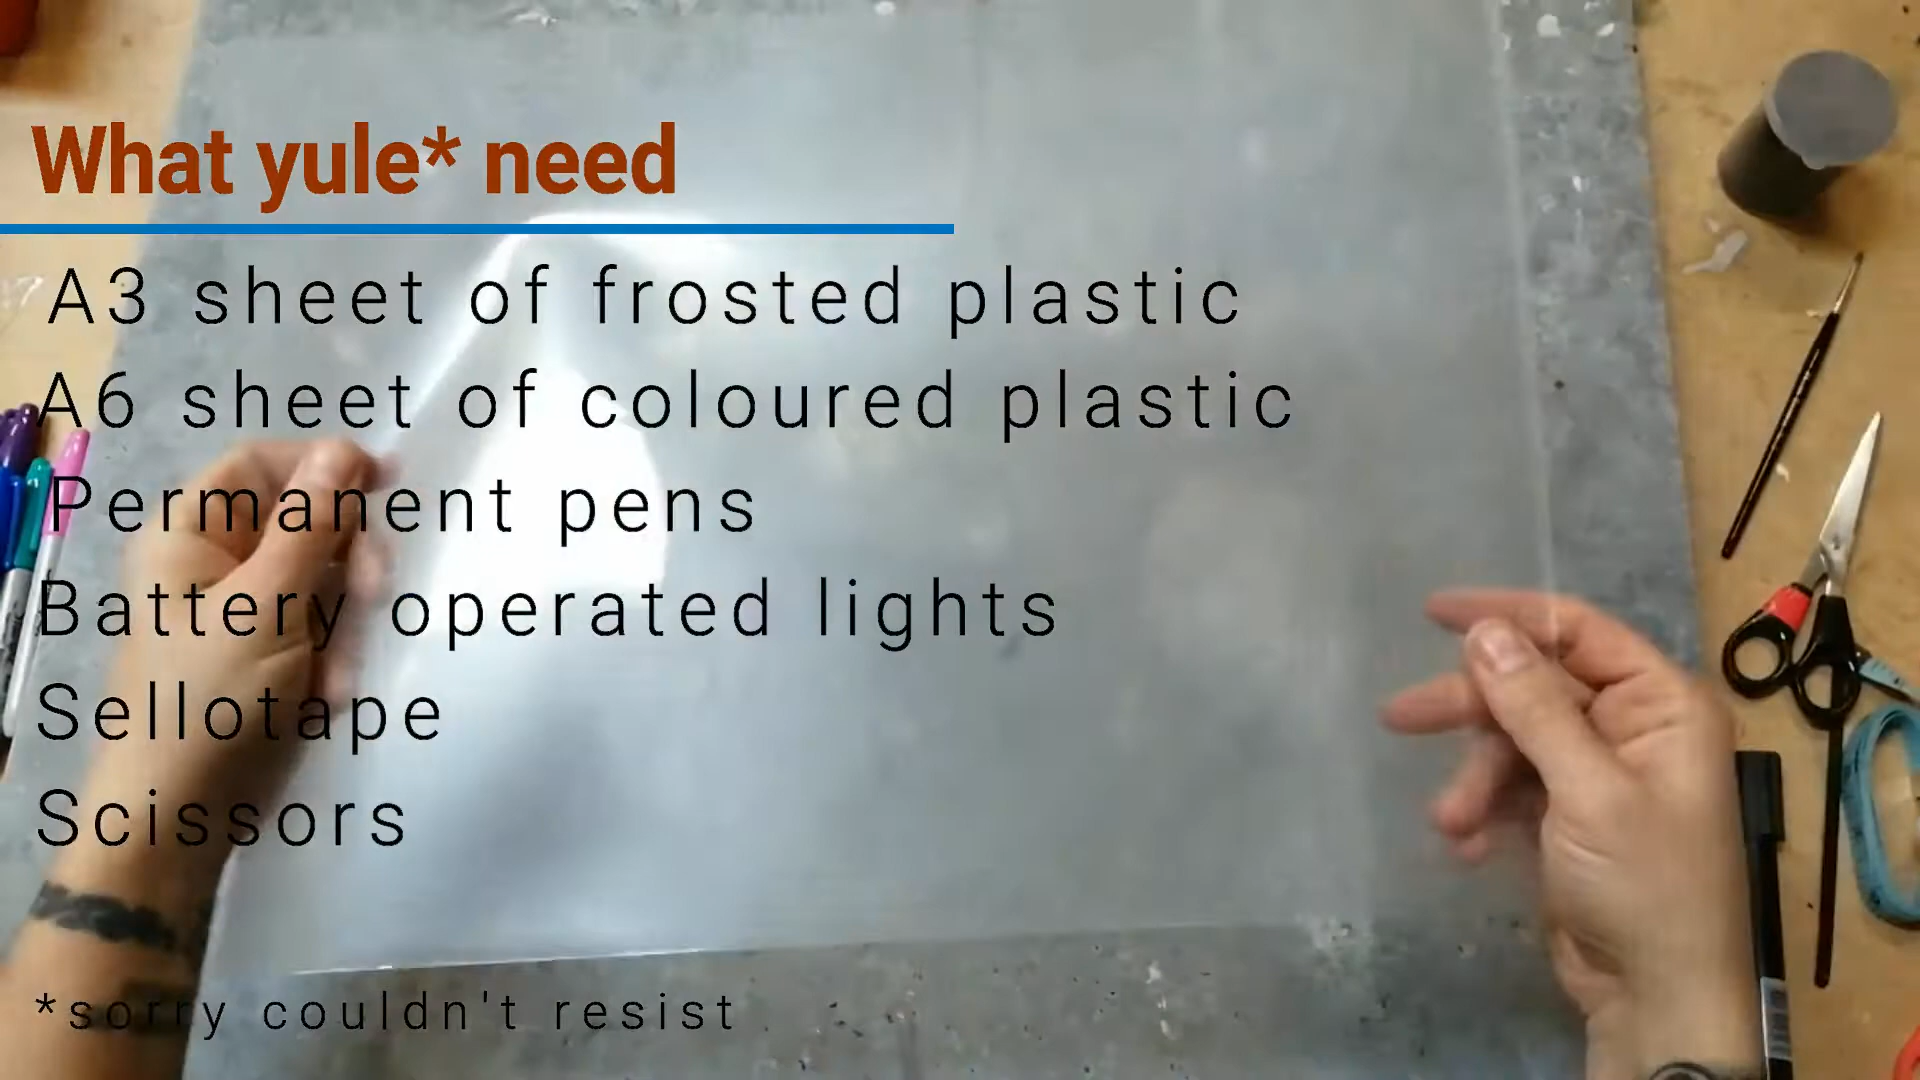 What yule* need
A3 sheet of frosted plastic
A6 sheet of coloured plastic
Permanent pens
Battery operated lights
Sellotape
Scissors
*sorry couldn't resist